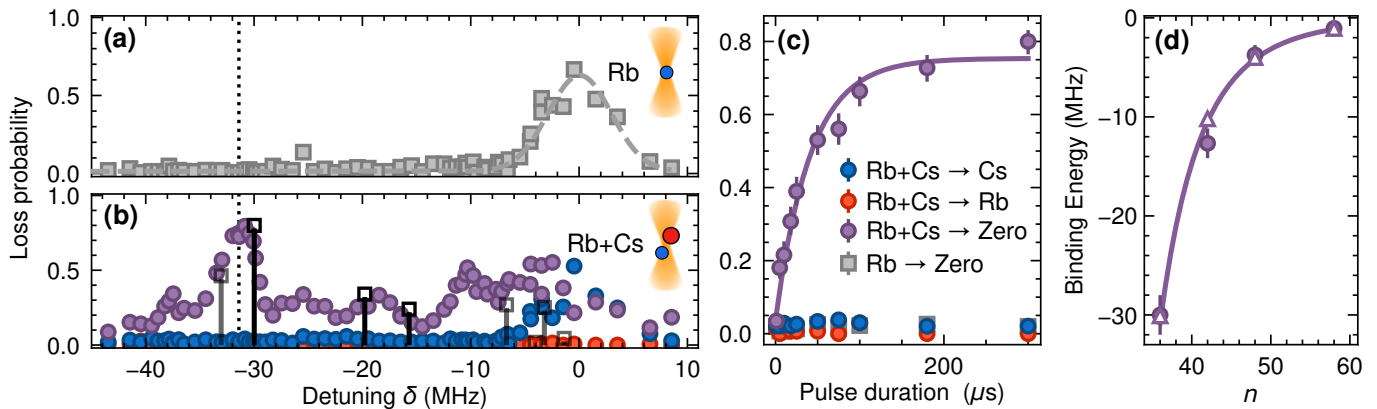 (a)
Rb
1.0
0.5
0.0
Loss probability
(b)
Rb+Cs
1.0
0.5
0.0
−40
−30
−20
−10
0
10
Detuning δ (MHz)
(c)
0.8
0.6
0.4
0.2
0.0
Rb+Cs → Cs
Rb+Cs → Rb
Rb+Cs → Zero
Rb → Zero
0
100
200
Pulse duration (μs)
(d)
0
−10
−20
−30
Binding Energy (MHz)
40
50
60
n